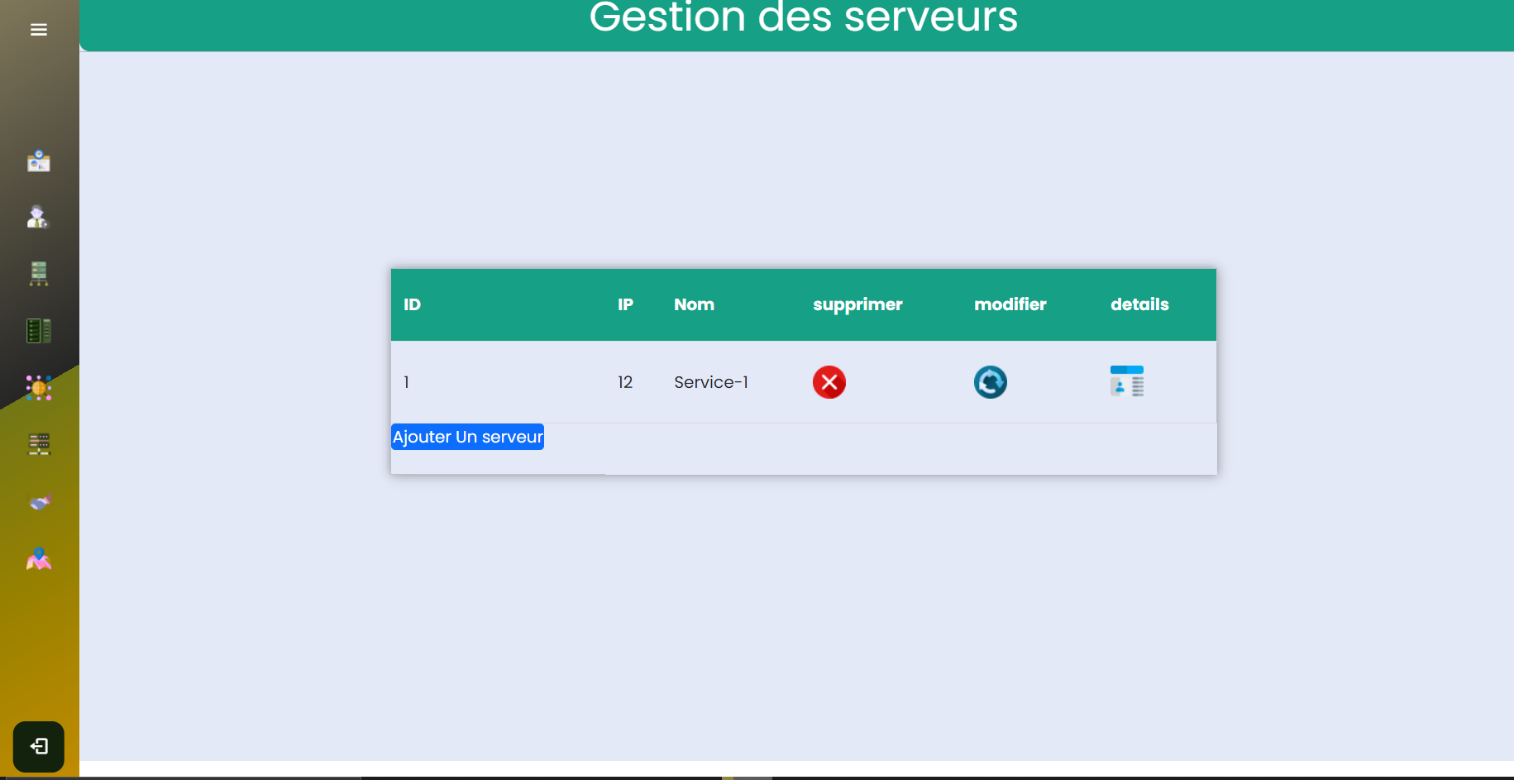 Gestion des serveurs
ID IP Nom supprimer modifier details
1 12 Service-1
Ajouter Un serveur